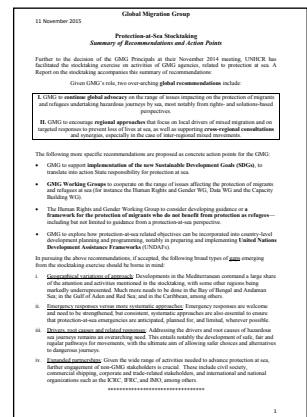 Global Migration Group
11 November 2015
Protection-at-Sea Stocktaking
Summary of Recommendations and Action Points
Further to the decision of the GMG Principals at their November 2014 meeting, UNHCR has
facilitated the stocktaking exercise on activities of GMG agencies, related to protection at sea. A
Report on the stocktaking accompanies this summary of recommendations:
Given GMG's role, two over-arching global recommendations include:
I. GMG to continue global advocacy on the range of issues impacting on the protection of migrants
and refugees undertaking hazardous journeys by sea, most notably from rights- and solutions-based
perspectives.
II. GMG to encourage regional approaches that focus on local drivers of mixed migration and on
targeted responses to prevent loss of lives at sea, as well as supporting cross-regional consultations
and synergies, especially in the case of inter-regional mixed movements.
The following more specific recommendations are proposed as concrete action points for the GMG:
• GMG to support implementation of the new Sustainable Development Goals (SDGs), to
translate into action State responsibility for protection at sea.
• GMG Working Groups to cooperate on the range of issues affecting the protection of migrants
and refugees at sea (for instance the Human Rights and Gender WG, Data WG and the Capacity
Building WG).
• The Human Rights and Gender Working Group to consider developing guidance or a
framework for the protection of migrants who do not benefit from protection as refugees—
including but not limited to guidance from a protection-at-sea perspective.
• GMG to explore how protection-at-sea related objectives can be incorporated into country-level
development planning and programming, notably in preparing and implementing United Nations
Development Assistance Frameworks (UNDAFs).
In pursuing the above recommendations, if accepted, the following broad types of gaps emerging
from the stocktaking exercise should be borne in mind:
i. Geographical variations of approach: Developments in the Mediterranean command a large share
of the attention and activities mentioned in the stocktaking, with some other regions being
markedly underrepresented. Much more needs to be done in the Bay of Bengal and Andaman
Sea; in the Gulf of Aden and Red Sea; and in the Caribbean, among others.
ii. Emergency responses versus more systematic approaches: Emergency responses are welcome
and need to be strengthened, but consistent, systematic approaches are also essential to ensure
that protection-at-sea emergencies are anticipated, planned for, and limited, wherever possible.
iii. Drivers, root causes and related responses: Addressing the drivers and root causes of hazardous
sea journeys remains an overarching need. This entails notably the development of safe, fair and
regular pathways for movements, with the ultimate aim of allowing safer choices and alternatives
to dangerous journeys.
iv. Expanded partnerships: Given the wide range of activities needed to advance protection at sea,
further engagement of non-GMG stakeholders is crucial. These include civil society,
commercial shipping, corporate and trade-related stakeholders, and international and national
organisations such as the ICRC, IFRC, and IMO, among others.
********************************
1